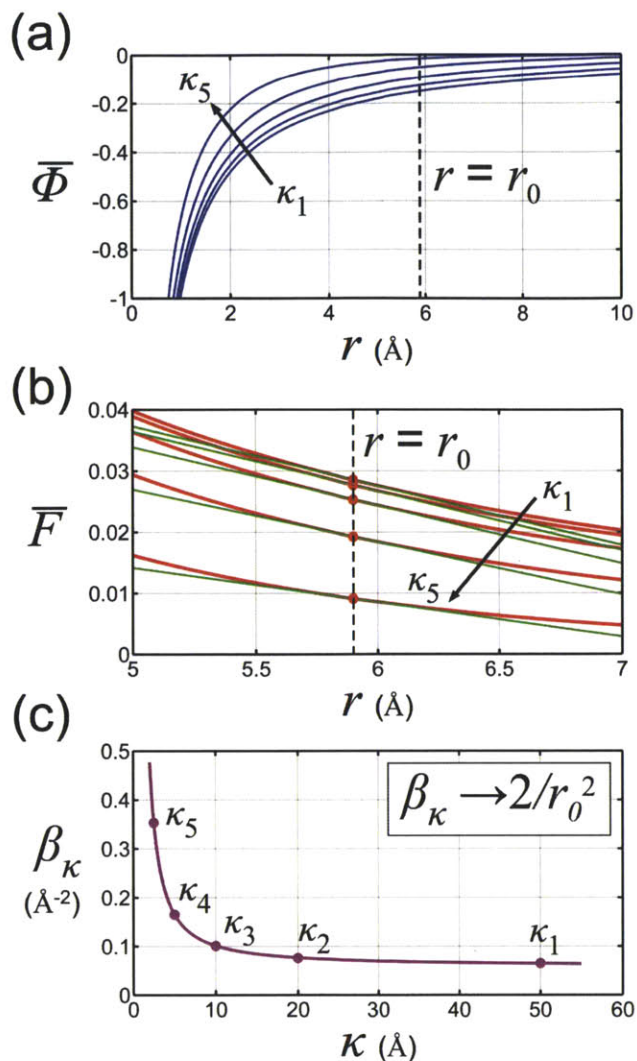 (a)
0
-0.2
-0.4
-0.6
-0.8
-1
Φ̅
κ₅
κ₁
r = r₀
0 2 4 6 8 10
r (Å)
(b)
0.04
0.03
0.02
0.01
0
F̅
r = r₀
κ₁
κ₅
5 5.5 6 6.5 7
r (Å)
(c)
0.5
0.4
0.3
0.2
0.1
0
β_κ
(Å⁻²)
β_κ → 2/r₀²
κ₅
κ₄
κ₃
κ₂
κ₁
0 10 20 30 40 50 60
κ (Å)